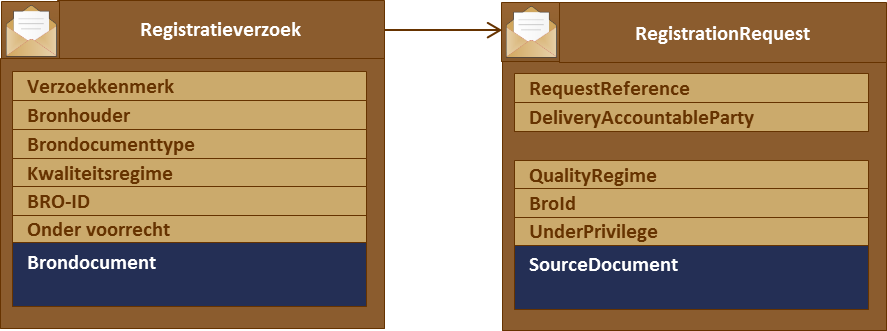 Registratieverzoek
Verzoekkenmerk
Bronhouder
Brondocumenttype
Kwaliteitsregime
BRO-ID
Onder voorrecht
Brondocument
RegistrationRequest
RequestReference
DeliveryAccountableParty
QualityRegime
BroId
UnderPrivilege
SourceDocument